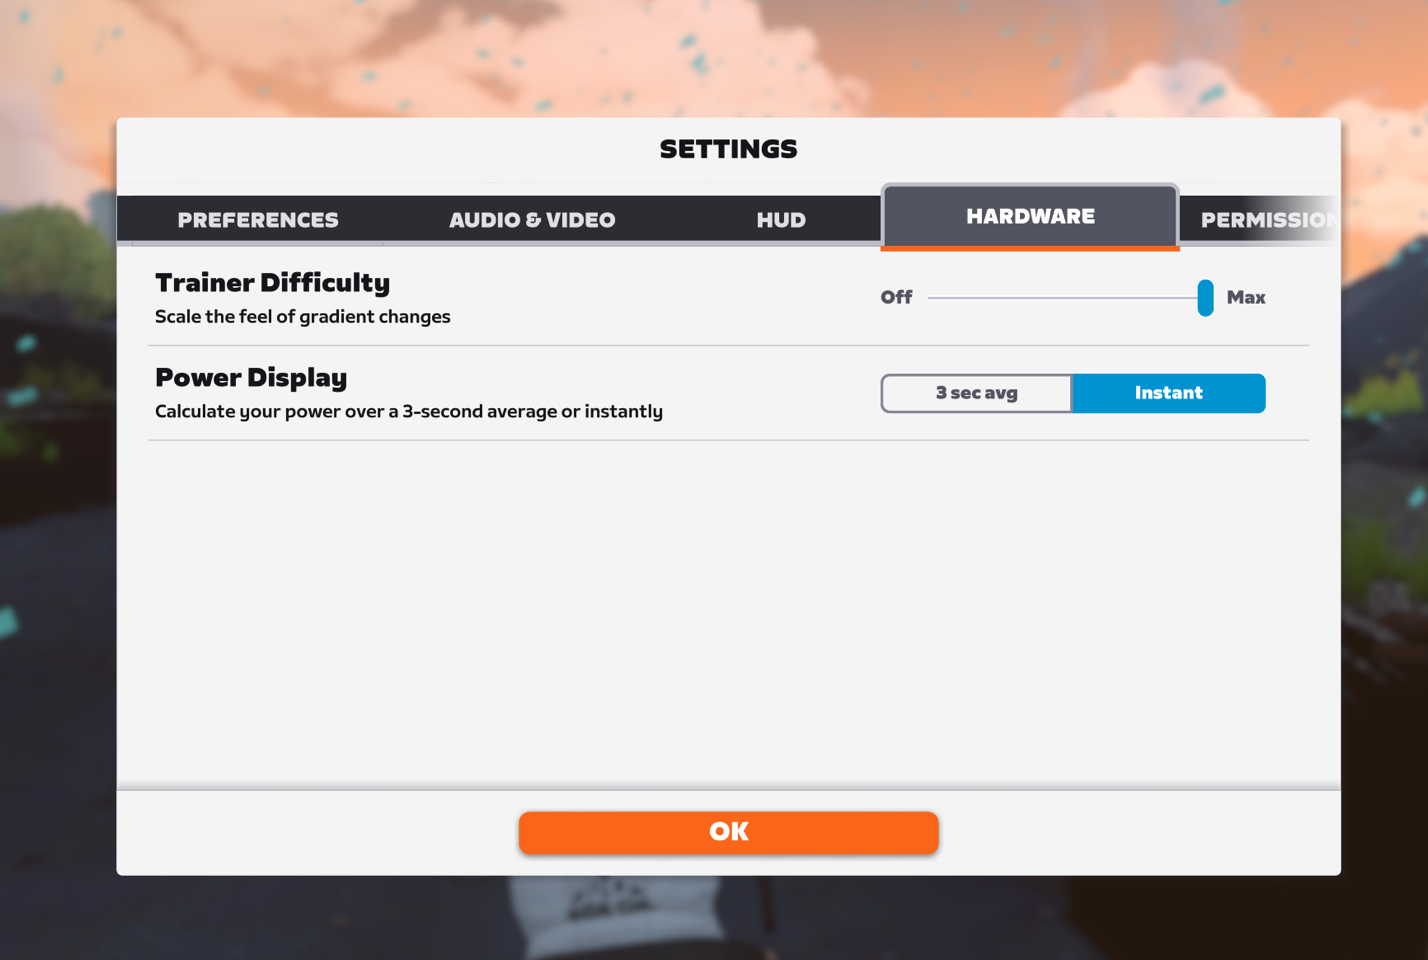 SETTINGS
PREFERENCES AUDIO & VIDEO HUD HARDWARE PERMISSION
Trainer Difficulty
Scale the feel of gradient changes
Off Max
Power Display
Calculate your power over a 3-second average or instantly
3 sec avg Instant
OK